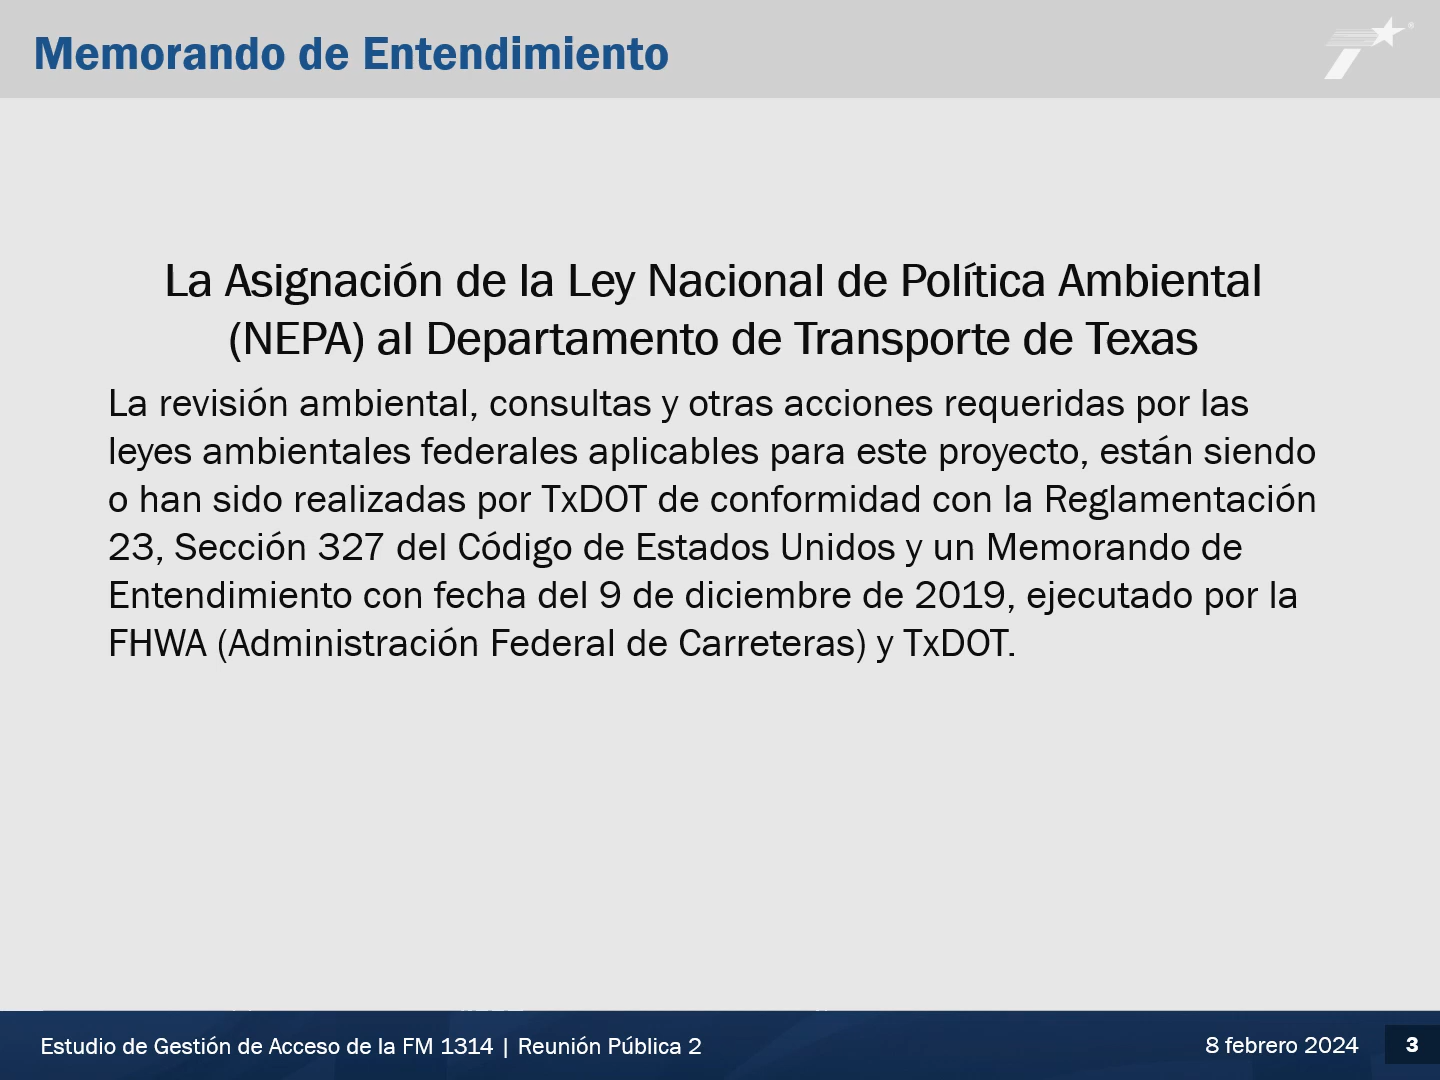 Memorando de Entendimiento
La Asignación de la Ley Nacional de Política Ambiental
(NEPA) al Departamento de Transporte de Texas
La revisión ambiental, consultas y otras acciones requeridas por las
leyes ambientales federales aplicables para este proyecto, están siendo
o han sido realizadas por TxDOT de conformidad con la Reglamentación
23, Sección 327 del Código de Estados Unidos y un Memorando de
Entendimiento con fecha del 9 de diciembre de 2019, ejecutado por la
FHWA (Administración Federal de Carreteras) y TxDOT.
Estudio de Gestión de Acceso de la FM 1314 | Reunión Pública 2
8 febrero 2024
3